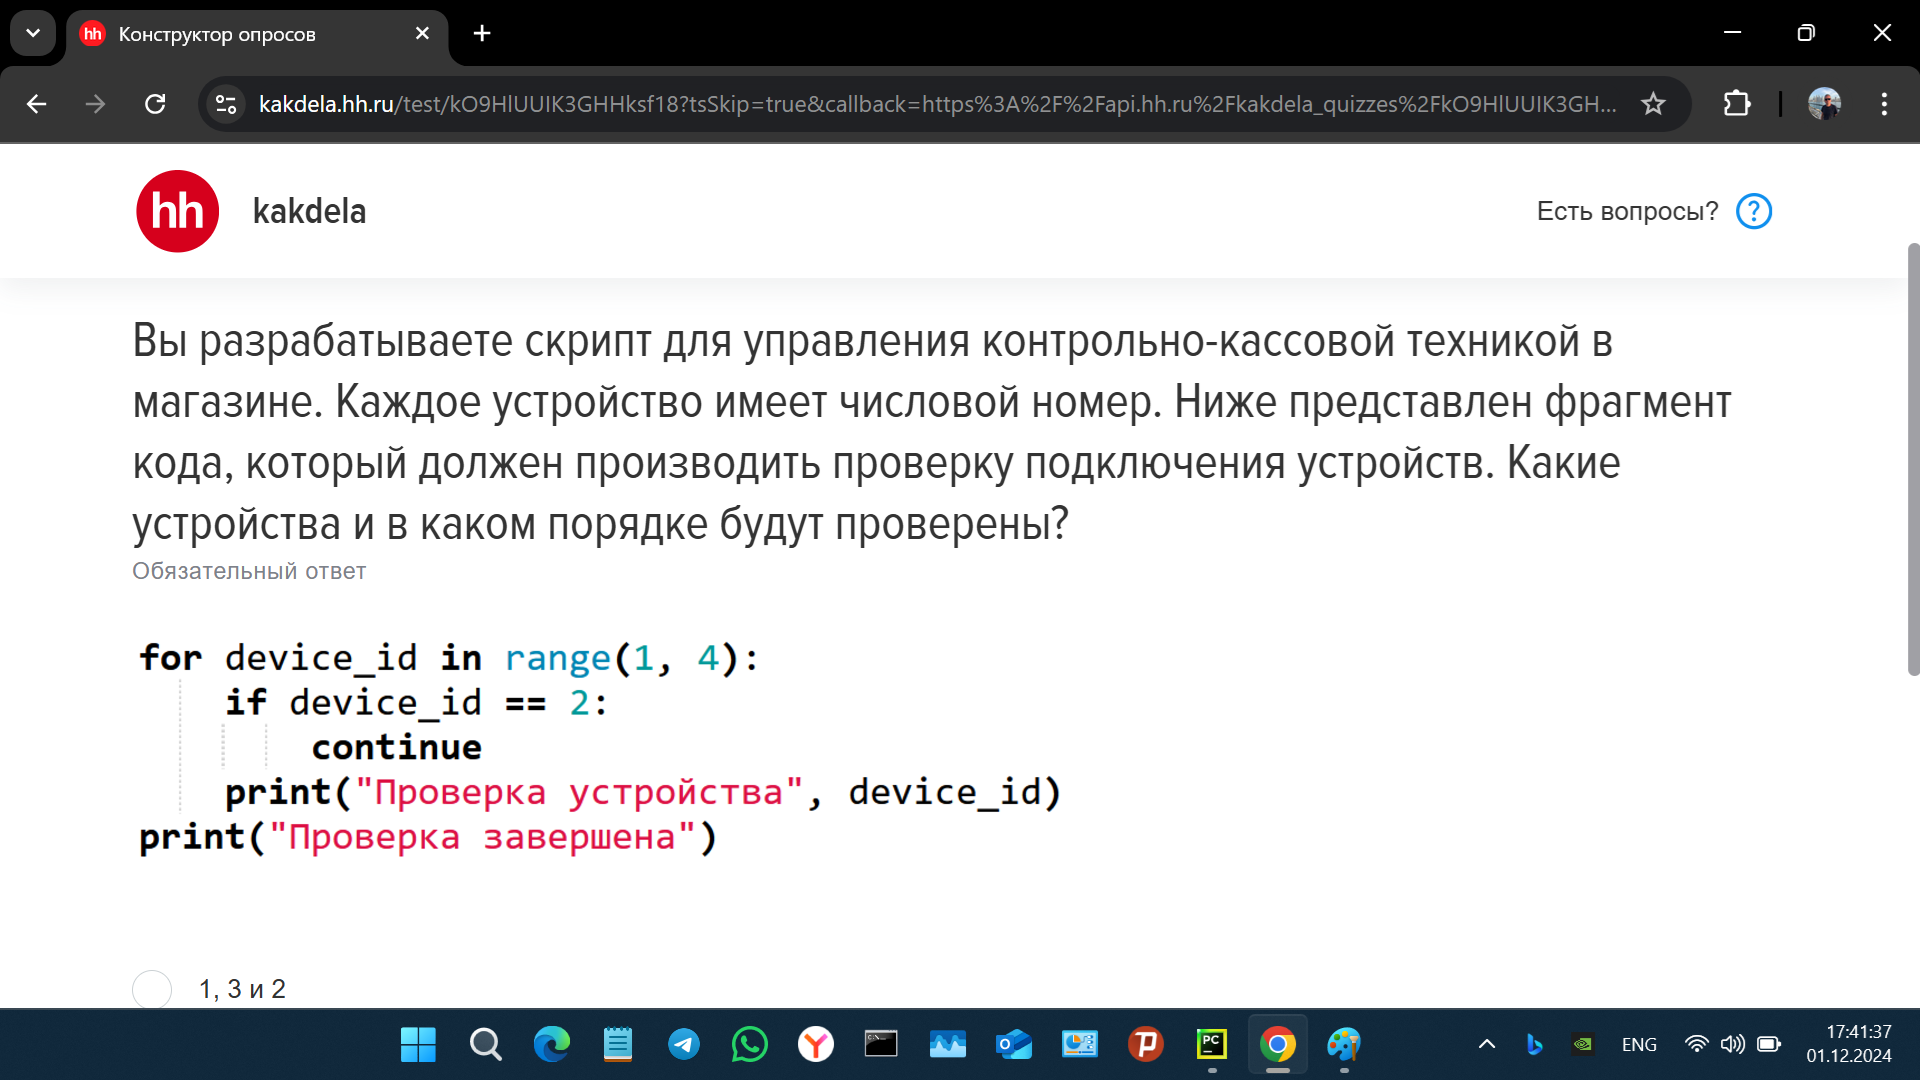 hh Конструктор опросов
kakdela.hh.ru/test/kO9HlUUIK3GHHksf18?tsSkip=true&callback=https%3A%2F%2Fapi.hh.ru%2Fkakdela_quizzes%2FkO9HlUUIK3GH...
hh kakdela
Есть вопросы? ?
Вы разрабатываете скрипт для управления контрольно-кассовой техникой в
магазине. Каждое устройство имеет числовой номер. Ниже представлен фрагмент
кода, который должен производить проверку подключения устройств. Какие
устройства и в каком порядке будут проверены?
Обязательный ответ
for device_id in range(1, 4):
    if device_id == 2:
        continue
    print("Проверка устройства", device_id)
print("Проверка завершена")
1, 3 и 2
PC
ENG
17:41:37
01.12.2024